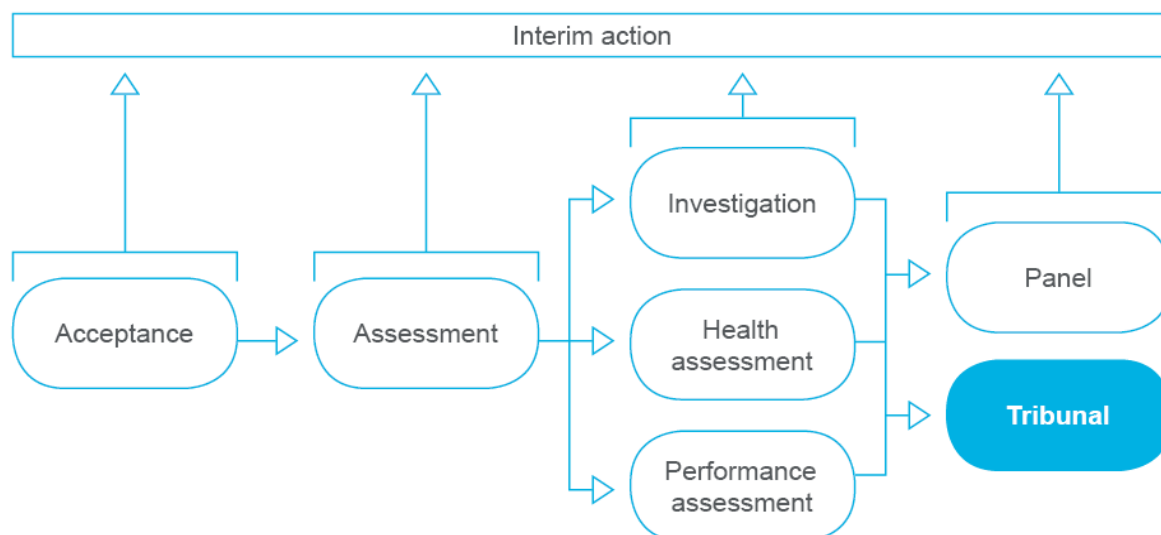 Interim action
Acceptance
Assessment
Investigation
Health
assessment
Performance
assessment
Panel
Tribunal